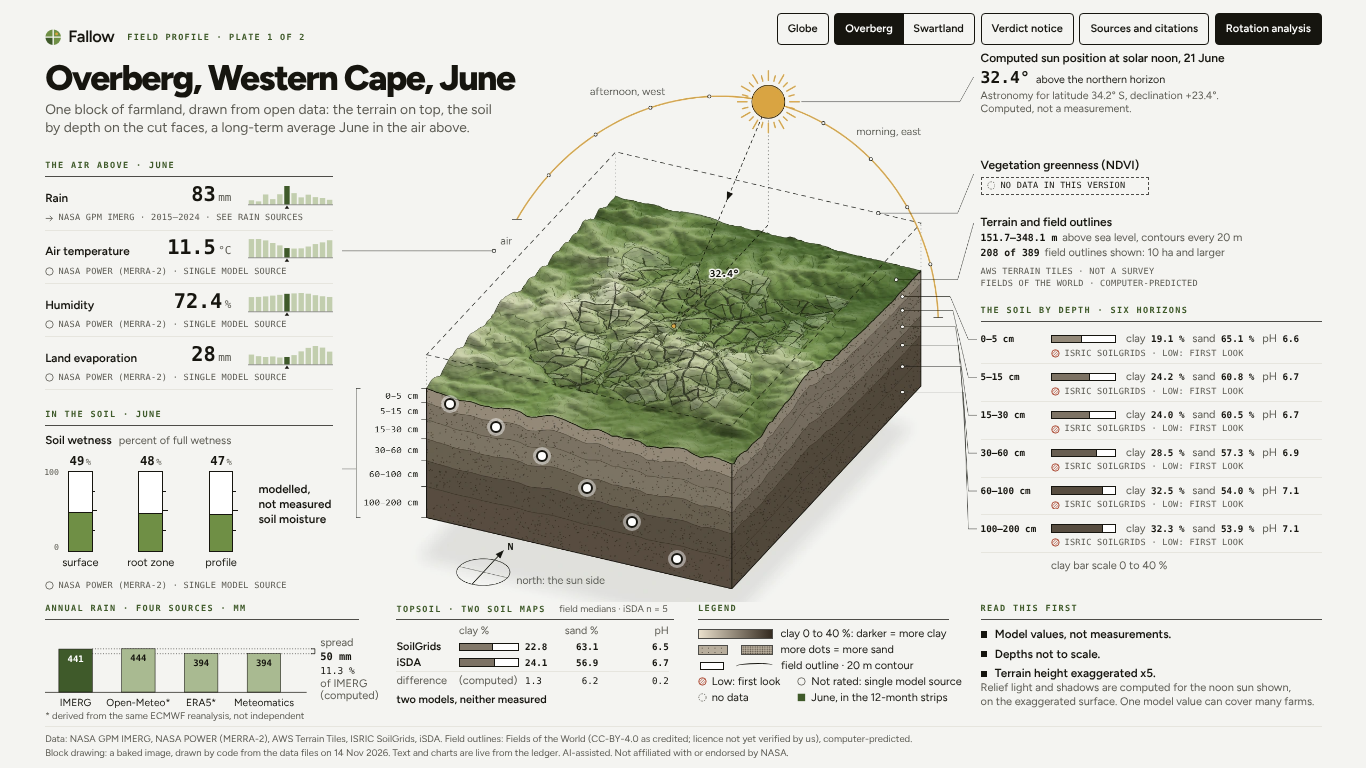 Fallow FIELD PROFILE · PLATE 1 OF 2
Globe
Overberg
Swartland
Verdict notice
Sources and citations
Rotation analysis
Overberg, Western Cape, June
One block of farmland, drawn from open data: the terrain on top, the soil
by depth on the cut faces, a long-term average June in the air above.
THE AIR ABOVE · JUNE
Rain 83 mm
→ NASA GPM IMERG · 2015–2024 · SEE RAIN SOURCES
Air temperature 11.5 °C
NASA POWER (MERRA-2) · SINGLE MODEL SOURCE
Humidity 72.4 %
NASA POWER (MERRA-2) · SINGLE MODEL SOURCE
Land evaporation 28 mm
NASA POWER (MERRA-2) · SINGLE MODEL SOURCE
IN THE SOIL · JUNE
Soil wetness percent of full wetness
49 % 48 % 47 %
100
0
surface root zone profile
modelled,
not measured
soil moisture
NASA POWER (MERRA-2) · SINGLE MODEL SOURCE
afternoon, west
morning, east
air
32.4°
0–5 cm
5–15 cm
15–30 cm
30–60 cm
60–100 cm
100–200 cm
N
north: the sun side
Computed sun position at solar noon, 21 June
32.4° above the northern horizon
Astronomy for latitude 34.2° S, declination +23.4°.
Computed, not a measurement.
Vegetation greenness (NDVI)
NO DATA IN THIS VERSION
Terrain and field outlines
151.7–348.1 m above sea level, contours every 20 m
208 of 389 field outlines shown: 10 ha and larger
AWS TERRAIN TILES · NOT A SURVEY
FIELDS OF THE WORLD · COMPUTER-PREDICTED
THE SOIL BY DEPTH · SIX HORIZONS
0–5 cm clay 19.1 % sand 65.1 % pH 6.6
ISRIC SOILGRIDS · LOW: FIRST LOOK
5–15 cm clay 24.2 % sand 60.8 % pH 6.7
ISRIC SOILGRIDS · LOW: FIRST LOOK
15–30 cm clay 24.0 % sand 60.5 % pH 6.7
ISRIC SOILGRIDS · LOW: FIRST LOOK
30–60 cm clay 28.5 % sand 57.3 % pH 6.9
ISRIC SOILGRIDS · LOW: FIRST LOOK
60–100 cm clay 32.5 % sand 54.0 % pH 7.1
ISRIC SOILGRIDS · LOW: FIRST LOOK
100–200 cm clay 32.3 % sand 53.9 % pH 7.1
ISRIC SOILGRIDS · LOW: FIRST LOOK
clay bar scale 0 to 40 %
ANNUAL RAIN · FOUR SOURCES · MM
441 444 394 394
IMERG Open-Meteo* ERA5* Meteomatics
spread
50 mm
11.3 %
of IMERG
(computed)
* derived from the same ECMWF reanalysis, not independent
TOPSOIL · TWO SOIL MAPS field medians · iSDA n = 5
clay % sand % pH
SoilGrids 22.8 63.1 6.5
iSDA 24.1 56.9 6.7
difference (computed) 1.3 6.2 0.2
two models, neither measured
LEGEND
clay 0 to 40 %: darker = more clay
more dots = more sand
field outline · 20 m contour
Low: first look Not rated: single model source
no data June, in the 12-month strips
READ THIS FIRST
Model values, not measurements.
Depths not to scale.
Terrain height exaggerated x5.
Relief light and shadows are computed for the noon sun shown,
on the exaggerated surface. One model value can cover many farms.
Data: NASA GPM IMERG, NASA POWER (MERRA-2), AWS Terrain Tiles, ISRIC SoilGrids, iSDA. Field outlines: Fields of the World (CC-BY-4.0 as credited; licence not yet verified by us), computer-predicted.
Block drawing: a baked image, drawn by code from the data files on 14 Nov 2026. Text and charts are live from the ledger. AI-assisted. Not affiliated with or endorsed by NASA.